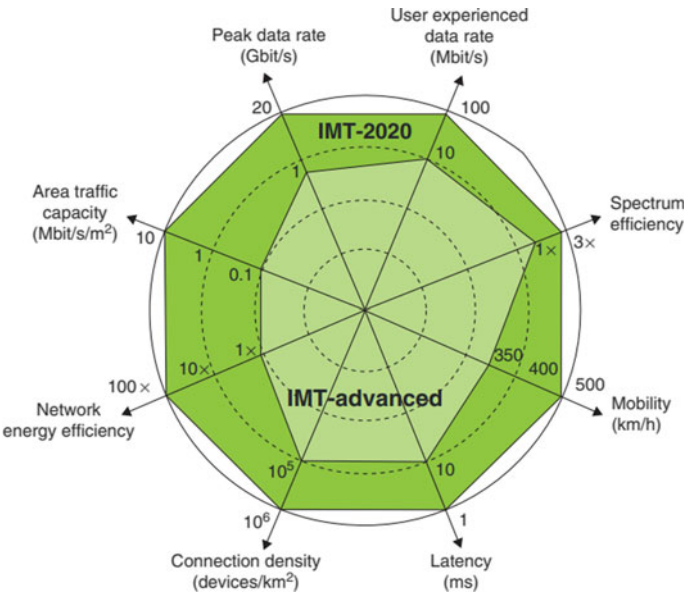 Peak data rate
(Gbit/s)
User experienced
data rate
(Mbit/s)
20
100
IMT-2020
1
10
Area traffic
capacity
(Mbit/s/m²)
Spectrum
efficiency
10
1
0.1
1×
3×
1×
10×
100×
350
400
500
Network
energy efficiency
IMT-advanced
Mobility
(km/h)
10⁵
10
10⁶
1
Connection density
(devices/km²)
Latency
(ms)